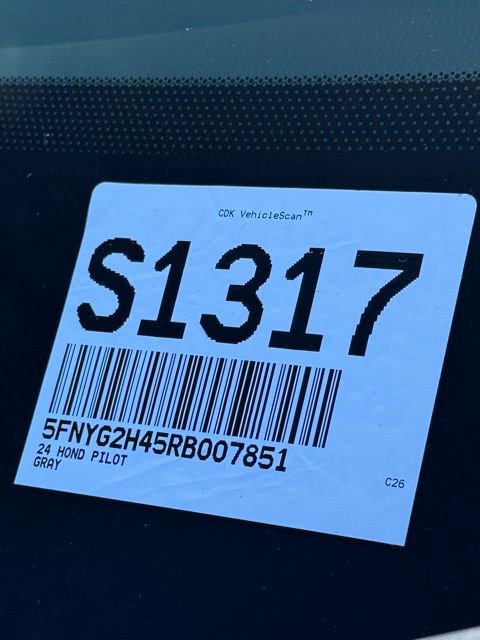 CDK VehicleScan™
S1317
5FNYG2H45RB007851
24 HOND PILOT
GRAY
C26